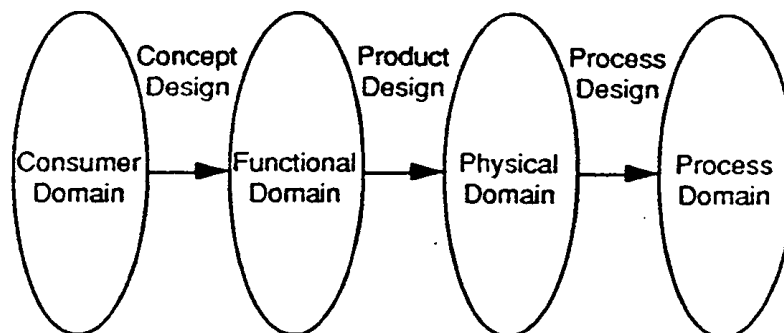 Concept
Design
Product
Design
Process
Design
Consumer
Domain
Functional
Domain
Physical
Domain
Process
Domain